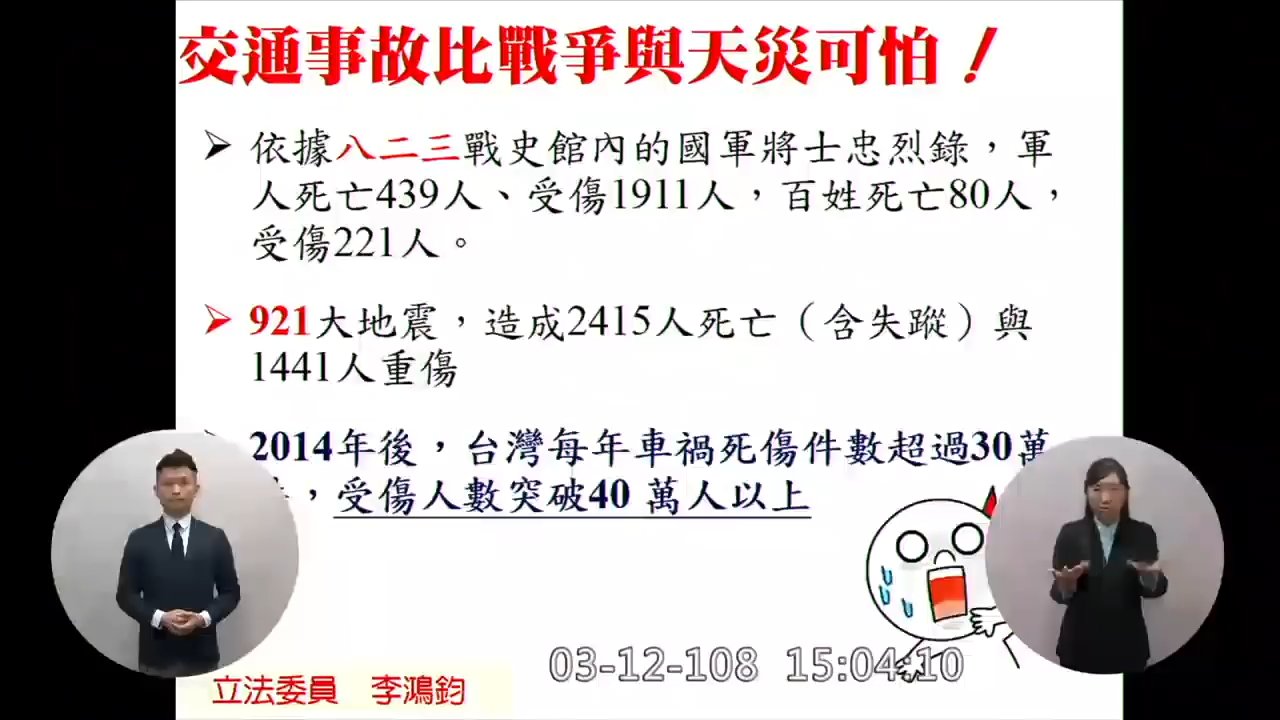 交通事故比戰爭與天災可怕！
依據八二三戰史館內的國軍將士忠烈錄，軍
人死亡439人、受傷1911人，百姓死亡80人，
受傷221人。
921大地震，造成2415人死亡（含失蹤）與
1441人重傷
2014年後，台灣每年車禍死傷件數超過30萬
，受傷人數突破40 萬人以上
03-12-108 15:04:10
立法委員 李鴻鈞